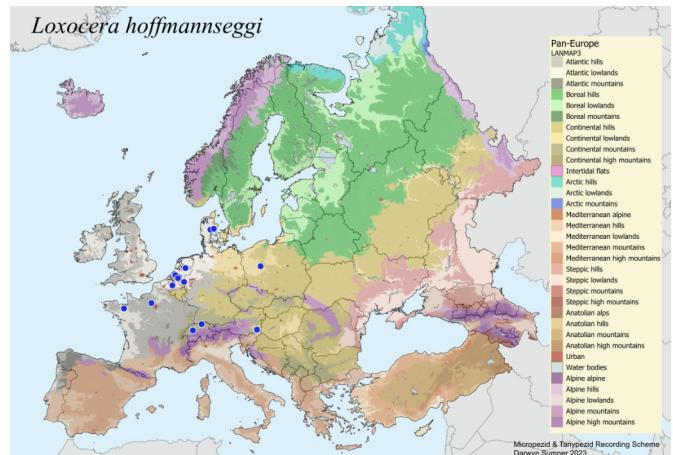 Loxocera hoffmannseggi
Pan-Europe
LANMAP3
Atlantic hills
Atlantic lowlands
Atlantic mountains
Boreal hills
Boreal lowlands
Boreal mountains
Continental hills
Continental lowlands
Continental mountains
Continental high mountains
Intertidal flats
Arctic hills
Arctic lowlands
Arctic mountains
Mediterranean alpine
Mediterranean hills
Mediterranean lowlands
Mediterranean mountains
Mediterranean high mountains
Steppic hills
Steppic lowlands
Steppic mountains
Steppic high mountains
Anatolian alps
Anatolian hills
Anatolian mountains
Anatolian high mountains
Urban
Water bodies
Alpine alpine
Alpine hills
Alpine lowlands
Alpine mountains
Alpine high mountains
Micropezid & Tanypezid Recording Scheme
Darwyn Sumner 2023